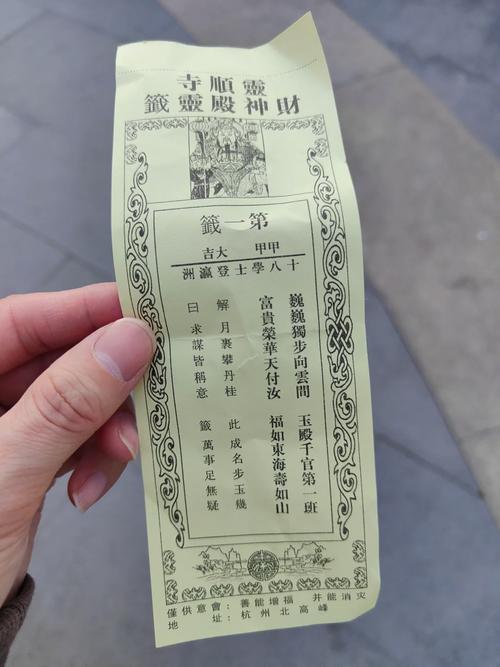 靈順寺
財神殿靈籤
第一籤
甲甲 大吉
十八學士登瀛洲
巍巍獨步向雲間 玉殿千官第一班
富貴榮華天付汝 福如東海壽如山
解 月裏攀丹桂 此 成名步玉幾
曰 求謀皆稱意 籤 萬事足無疑
僅供意會：善能增福 并能消灾
地 址：杭州北高峰